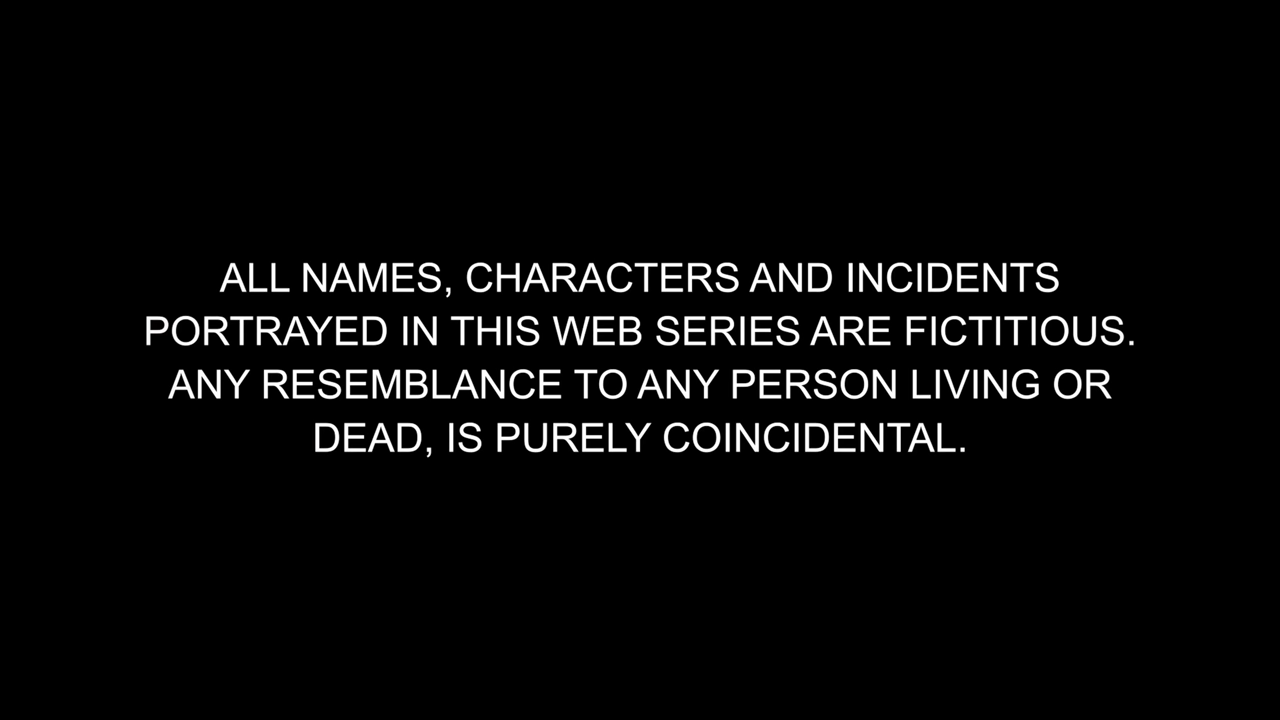 ALL NAMES, CHARACTERS AND INCIDENTS
PORTRAYED IN THIS WEB SERIES ARE FICTITIOUS.
ANY RESEMBLANCE TO ANY PERSON LIVING OR
DEAD, IS PURELY COINCIDENTAL.